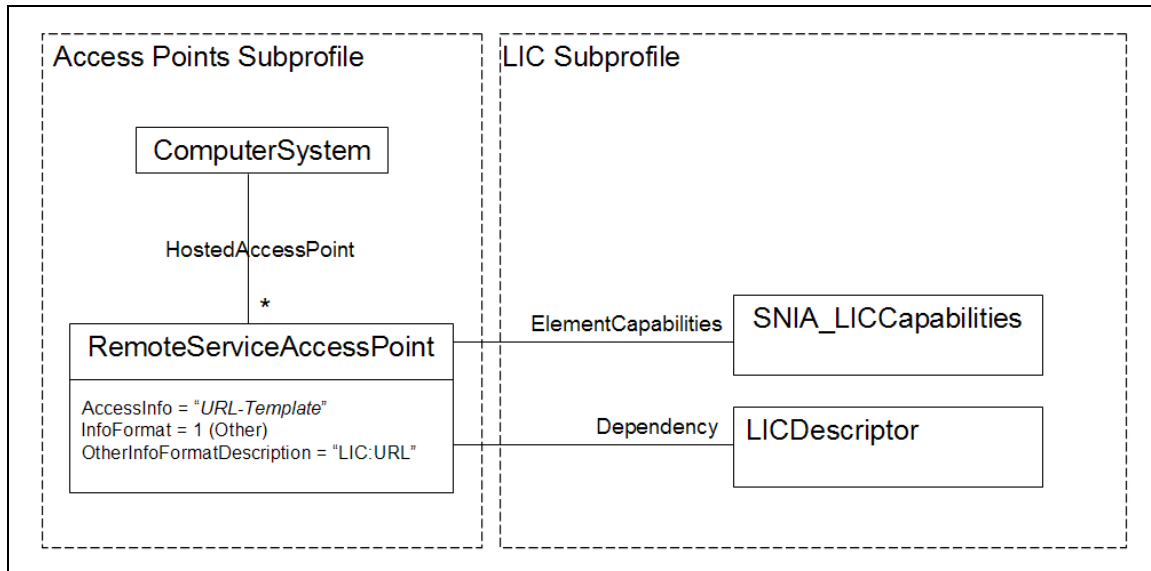 Access Points Subprofile
LIC Subprofile
ComputerSystem
HostedAccessPoint
*
RemoteServiceAccessPoint
AccessInfo = “URL-Template”
InfoFormat = 1 (Other)
OtherInfoFormatDescription = “LIC:URL”
ElementCapabilities
SNIA_LICCapabilities
Dependency
LICDescriptor